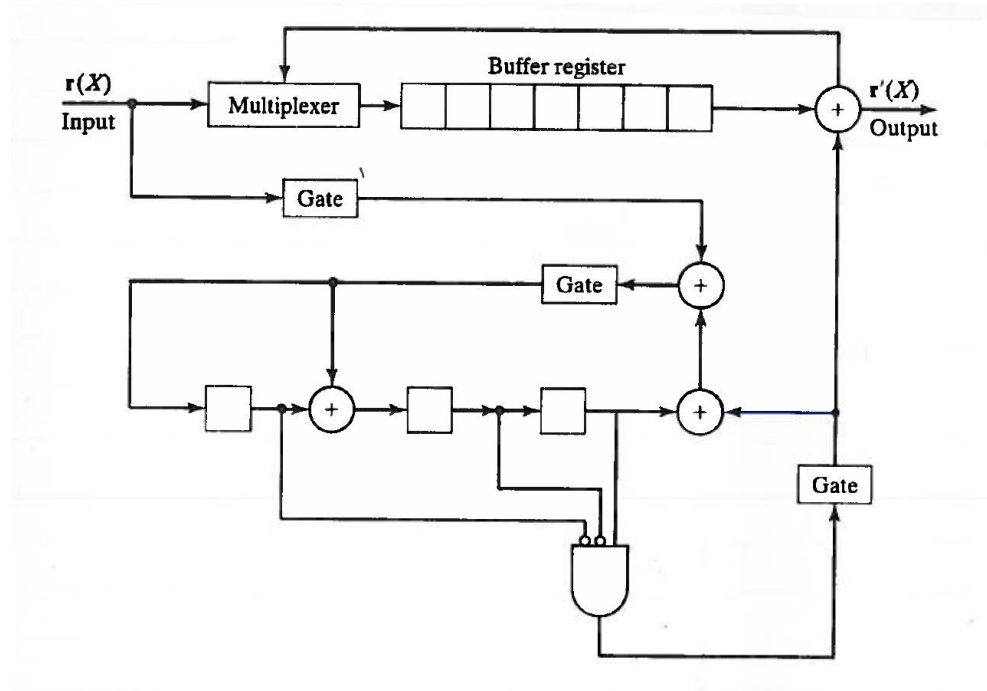 Buffer register
r(X)
Multiplexer
r′(X)
+
Input
Output
Gate
Gate
+
+
+
Gate